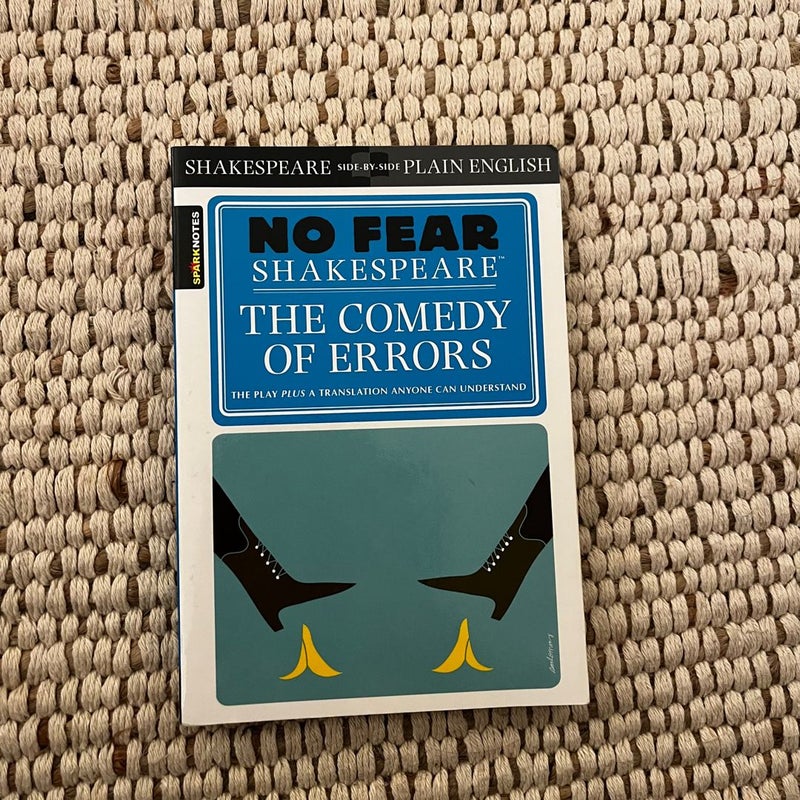 SHAKESPEARE SIDE-BY-SIDE PLAIN ENGLISH
SPARKNOTES
NO FEAR
SHAKESPEARE™
THE COMEDY
OF ERRORS
THE PLAY PLUS A TRANSLATION ANYONE CAN UNDERSTAND